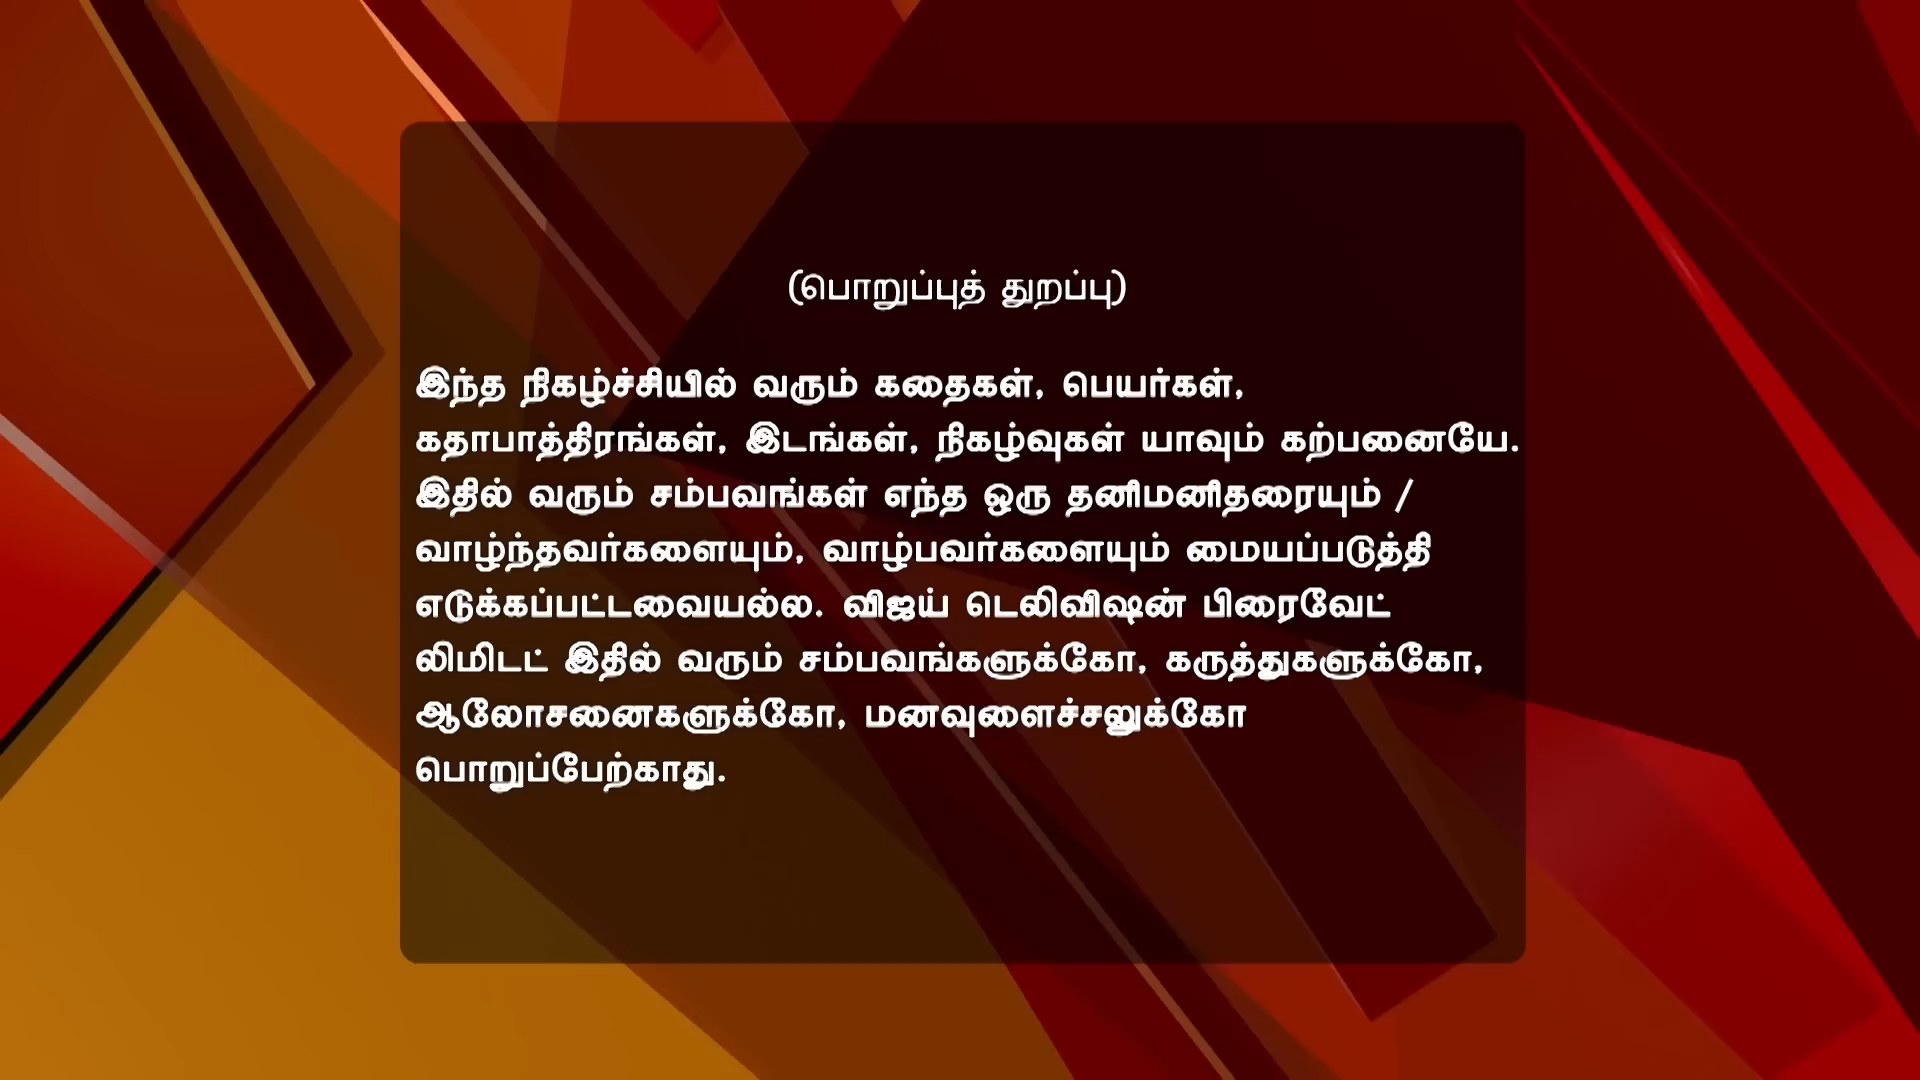 (பொறுப்புத் துறப்பு)
இந்த நிகழ்ச்சியில் வரும் கதைகள், பெயர்கள்,
கதாபாத்திரங்கள், இடங்கள், நிகழ்வுகள் யாவும் கற்பனையே.
இதில் வரும் சம்பவங்கள் எந்த ஒரு தனிமனிதரையும் /
வாழ்ந்தவர்களையும், வாழ்பவர்களையும் மையப்படுத்தி
எடுக்கப்பட்டவையல்ல. விஜய் டெலிவிஷன் பிரைவேட்
லிமிடட் இதில் வரும் சம்பவங்களுக்கோ, கருத்துகளுக்கோ,
ஆலோசனைகளுக்கோ, மனவுளைச்சலுக்கோ
பொறுப்பேற்காது.